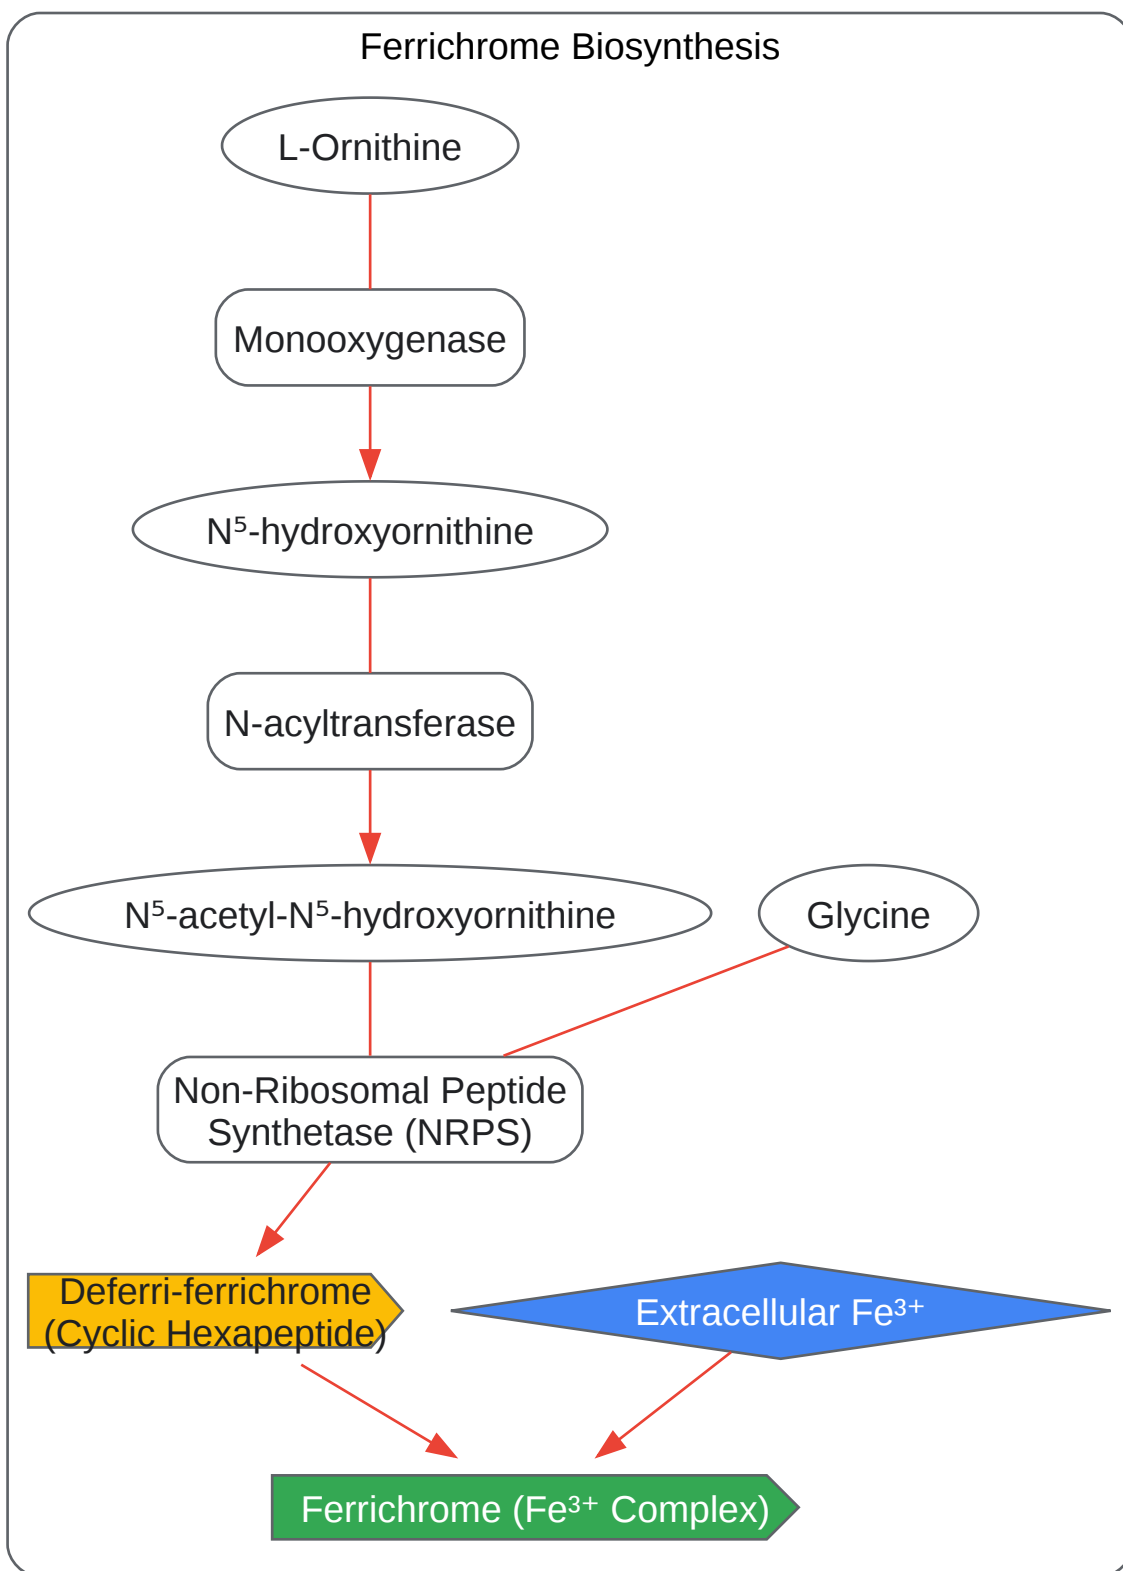 Ferrichrome Biosynthesis
L-Ornithine
Monooxygenase
N⁵-hydroxyornithine
N-acyltransferase
N⁵-acetyl-N⁵-hydroxyornithine
Glycine
Non-Ribosomal Peptide
Synthetase (NRPS)
Deferri-ferrichrome
(Cyclic Hexapeptide)
Extracellular Fe³⁺
Ferrichrome (Fe³⁺ Complex)